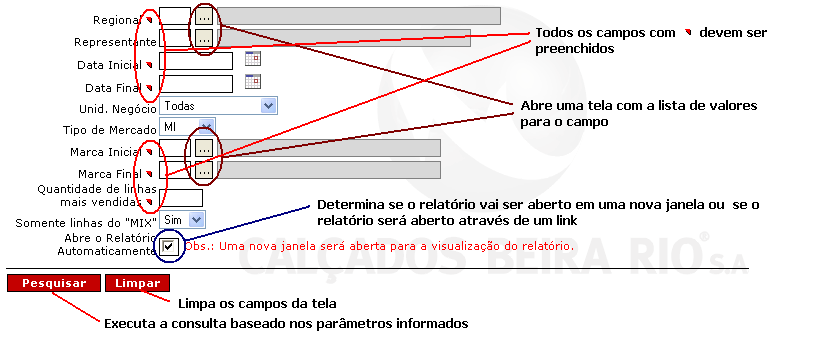 Regional
...
Representante
...
Todos os campos com devem ser
preenchidos
Data Inicial
Data Final
Unid. Negócio
Todas
Abre uma tela com a lista de valores
para o campo
Tipo de Mercado
MI
Marca Inicial
...
Marca Final
...
Quantidade de linhas
mais vendidas
Determina se o relatório vai ser aberto em uma nova janela ou se o
relatório será aberto através de um link
Somente linhas do "MIX"
Sim
Abre o Relatório
Automaticamente
Obs.: Uma nova janela será aberta para a visualização do relatório.
CALÇADOS BEIRA RIO® S.A
Pesquisar
Limpar
Limpa os campos da tela
Executa a consulta baseado nos parâmetros informados